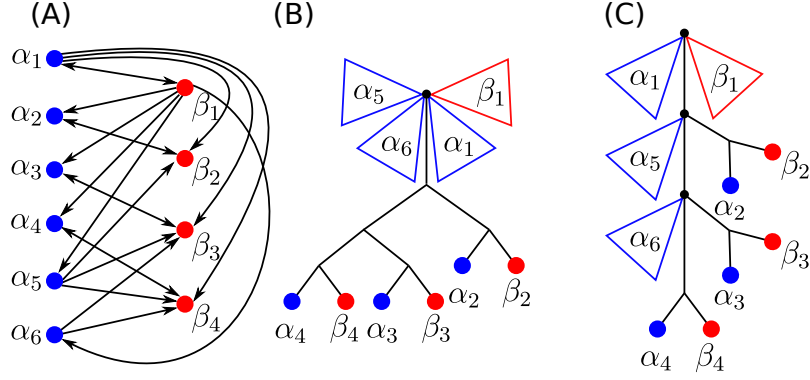 (A)
α₁
α₂
α₃
α₄
α₅
α₆
β₁
β₂
β₃
β₄
(B)
α₅ β₁
α₆ α₁
α₂ β₂
α₄ β₄ α₃ β₃
(C)
α₁ β₁
α₅ β₂
α₂
α₆ β₃
α₃
α₄ β₄